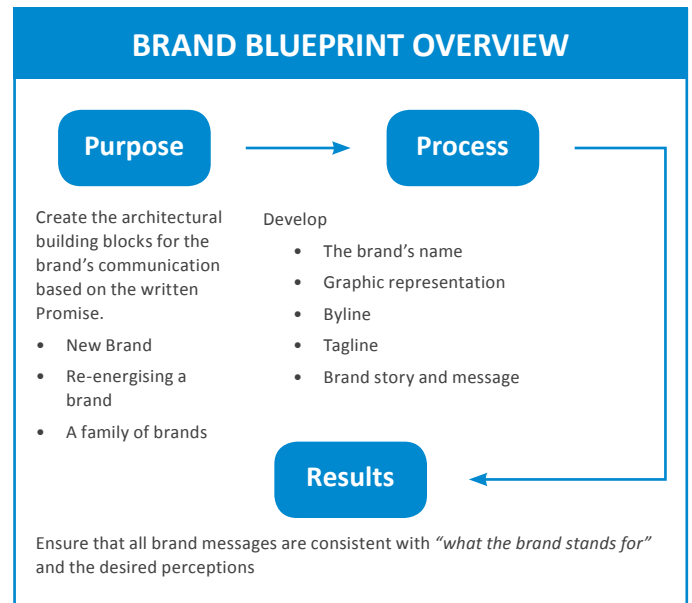 BRAND BLUEPRINT OVERVIEW
Purpose
Create the architectural
building blocks for the
brand’s communication
based on the written
Promise.
• New Brand
• Re-energising a
brand
• A family of brands
Process
Develop
• The brand’s name
• Graphic representation
• Byline
• Tagline
• Brand story and message
Results
Ensure that all brand messages are consistent with “what the brand stands for”
and the desired perceptions